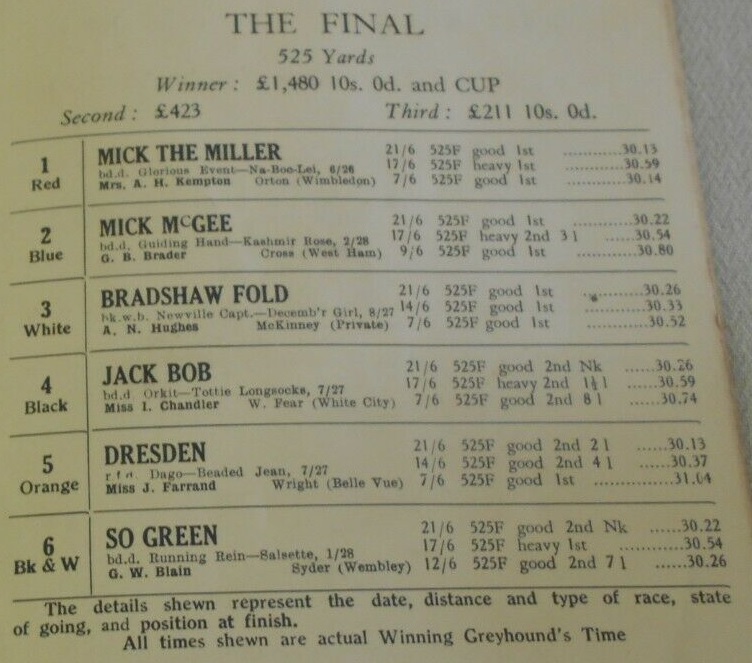 THE FINAL
525 Yards
Winner: £1,480 10s. 0d. and CUP
Second: £423 Third: £211 10s. 0d.
1 Red
MICK THE MILLER
bd.d. Glorious Event—Na-Boc-Lei, 6/26
Mrs. A. H. Kempton Orton (Wimbledon)
21/6 525F good 1st ............30.13
17/6 525F heavy 1st ............30.59
7/6 525F good 1st ............30.14
2 Blue
MICK McGEE
bd.d. Guiding Hand—Kashmir Rose, 2/28
G. B. Brader Cross (West Ham)
21/6 525F good 1st ............30.22
17/6 525F heavy 2nd 3 l ......30.54
9/6 525F good 1st ............30.80
3 White
BRADSHAW FOLD
bk.w.b. Newville Capt.—Decemb'r Girl, 8/27
A. N. Hughes McKinney (Private)
21/6 525F good 1st ............30.26
14/6 525F good 1st ............30.33
7/6 525F good 1st ............30.52
4 Black
JACK BOB
bd.d. Orkit—Tottie Longsocks, 7/27
Miss I. Chandler W. Fear (White City)
21/6 525F good 2nd Nk ......30.26
17/6 525F heavy 2nd 1½ l ......30.59
7/6 525F good 2nd 8 l ......30.74
5 Orange
DRESDEN
r.f.d. Dago—Beaded Jean, 7/27
Miss J. Farrand Wright (Belle Vue)
21/6 525F good 2nd 2 l ......30.13
14/6 525F good 2nd 4 l ......30.37
7/6 525F good 1st ............31.04
6 Bk & W
SO GREEN
bd.d. Running Rein—Salsette, 1/28
G. W. Blain Syder (Wembley)
21/6 525F good 2nd Nk ......30.22
17/6 525F heavy 1st ............30.54
12/6 525F good 2nd 7 l ......30.26
The details shewn represent the date, distance and type of race, state
of going, and position at finish.
All times shewn are actual Winning Greyhound's Time